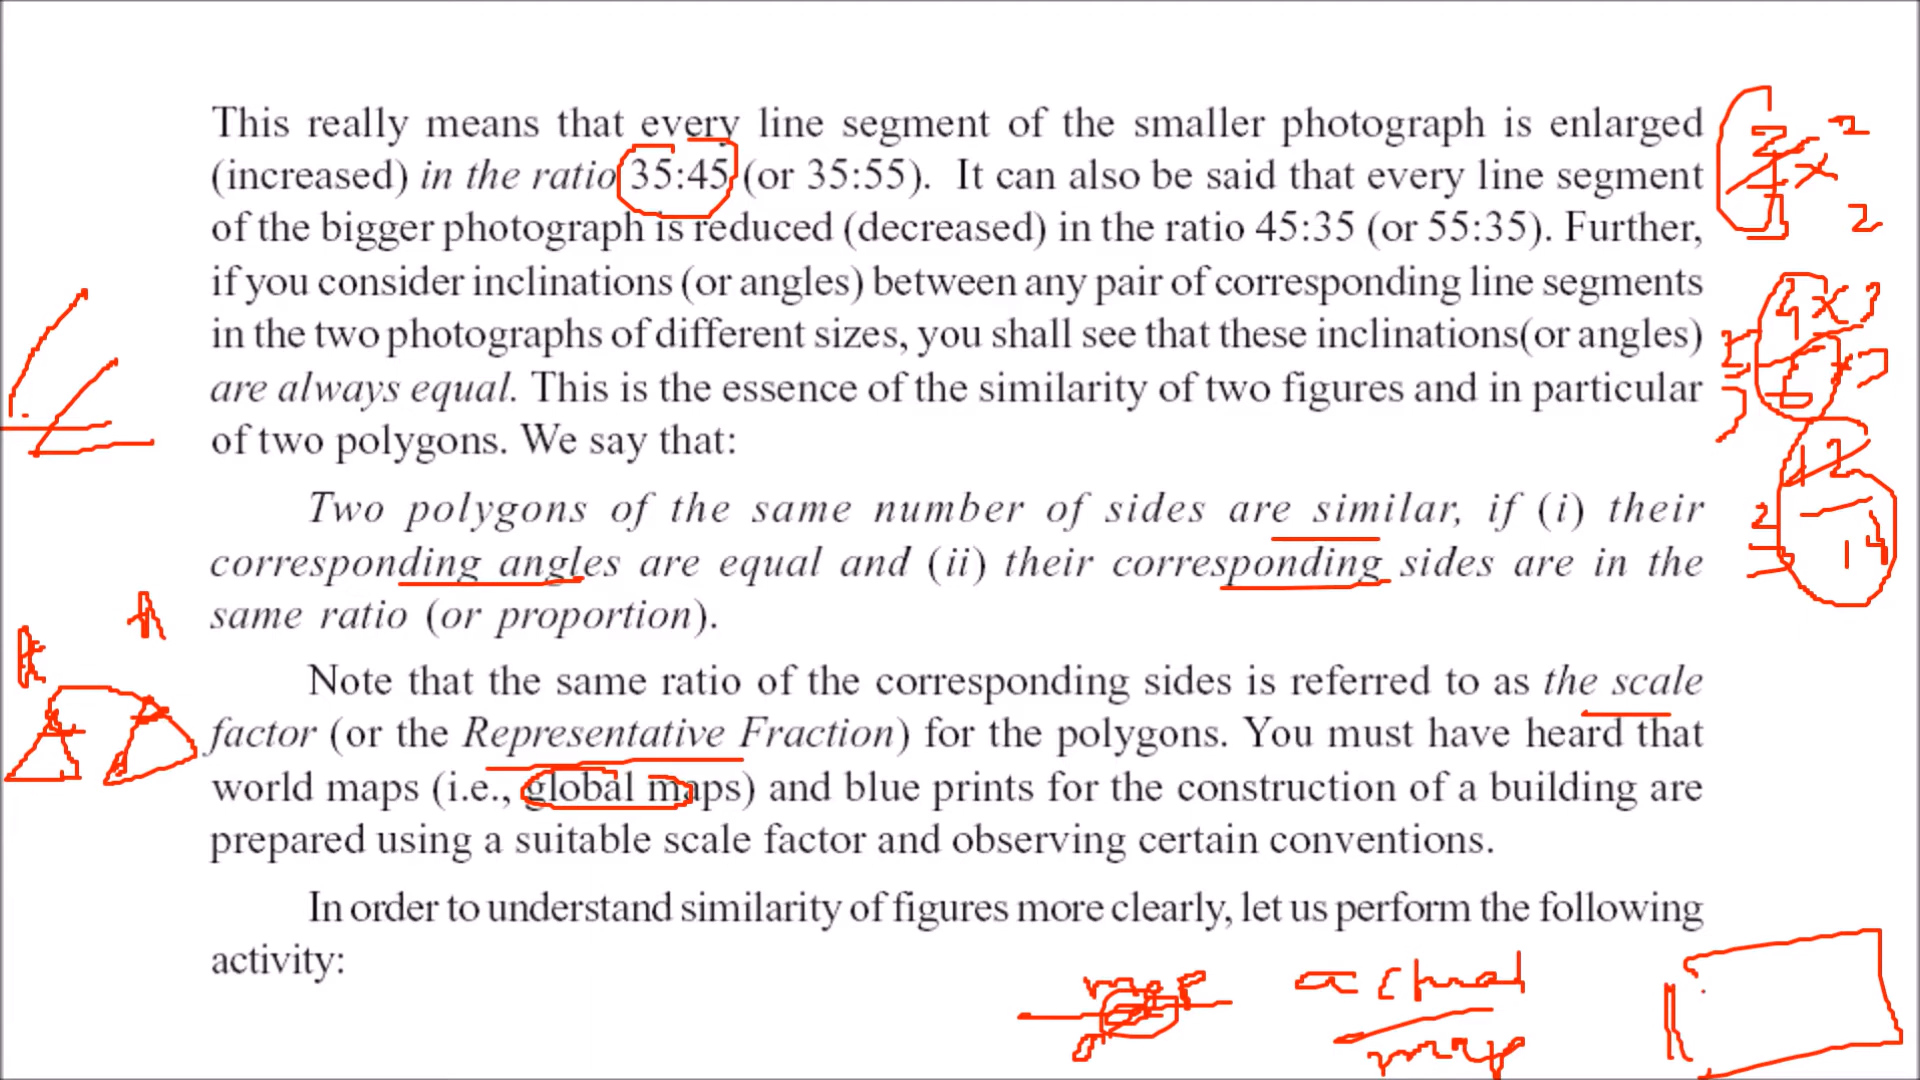 This really means that every line segment of the smaller photograph is enlarged
(increased) in the ratio 35:45 (or 35:55). It can also be said that every line segment
of the bigger photograph is reduced (decreased) in the ratio 45:35 (or 55:35). Further,
if you consider inclinations (or angles) between any pair of corresponding line segments
in the two photographs of different sizes, you shall see that these inclinations(or angles)
are always equal. This is the essence of the similarity of two figures and in particular
of two polygons. We say that:
Two polygons of the same number of sides are similar, if (i) their
corresponding angles are equal and (ii) their corresponding sides are in the
same ratio (or proportion).
Note that the same ratio of the corresponding sides is referred to as the scale
factor (or the Representative Fraction) for the polygons. You must have heard that
world maps (i.e., global maps) and blue prints for the construction of a building are
prepared using a suitable scale factor and observing certain conventions.
In order to understand similarity of figures more clearly, let us perform the following
activity:
actual
map